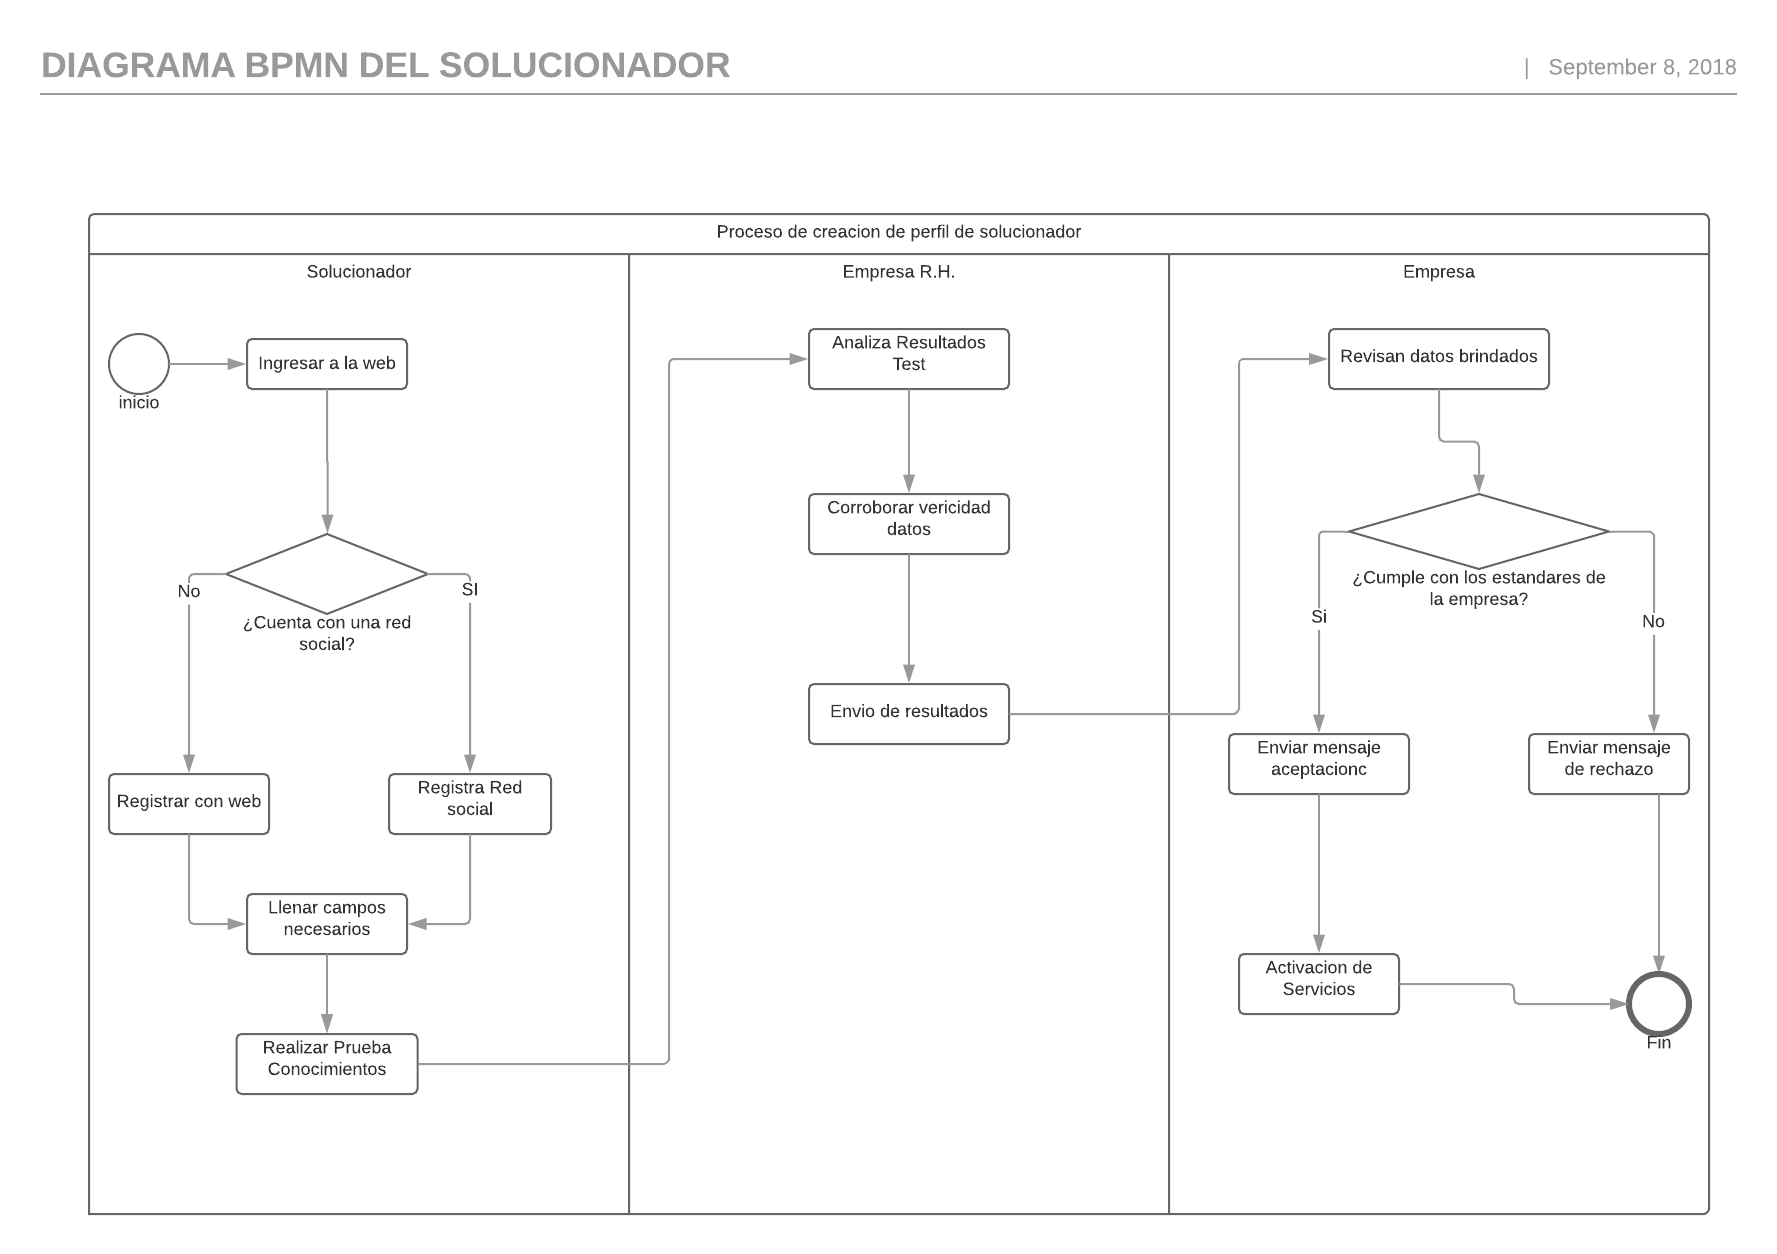 DIAGRAMA BPMN DEL SOLUCIONADOR
| September 8, 2018
Proceso de creacion de perfil de solucionador
Solucionador
Empresa R.H.
Empresa
inicio
Ingresar a la web
¿Cuenta con una red
social?
No
SI
Registrar con web
Registra Red
social
Llenar campos
necesarios
Realizar Prueba
Conocimientos
Analiza Resultados
Test
Corroborar vericidad
datos
Envio de resultados
Revisan datos brindados
¿Cumple con los estandares de
la empresa?
Si
No
Enviar mensaje
aceptacionc
Enviar mensaje
de rechazo
Activacion de
Servicios
Fin